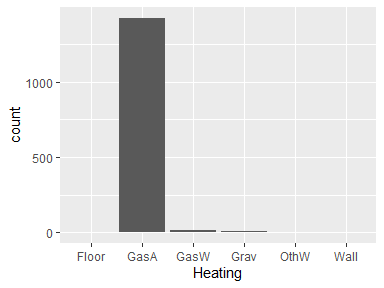 count
1000
500
0
Floor GasA GasW Grav OthW Wall
Heating